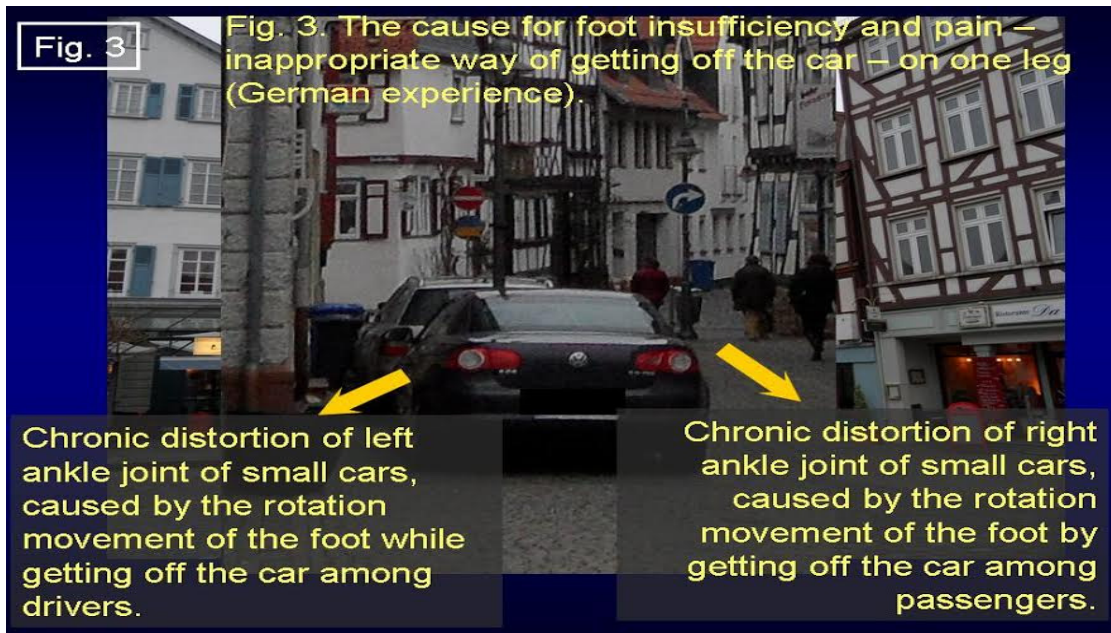 Fig. 3
Fig. 3. The cause for foot insufficiency and pain –
inappropriate way of getting off the car – on one leg
(German experience).
Chronic distortion of left
ankle joint of small cars,
caused by the rotation
movement of the foot while
getting off the car among
drivers.
Chronic distortion of right
ankle joint of small cars,
caused by the rotation
movement of the foot by
getting off the car among
passengers.